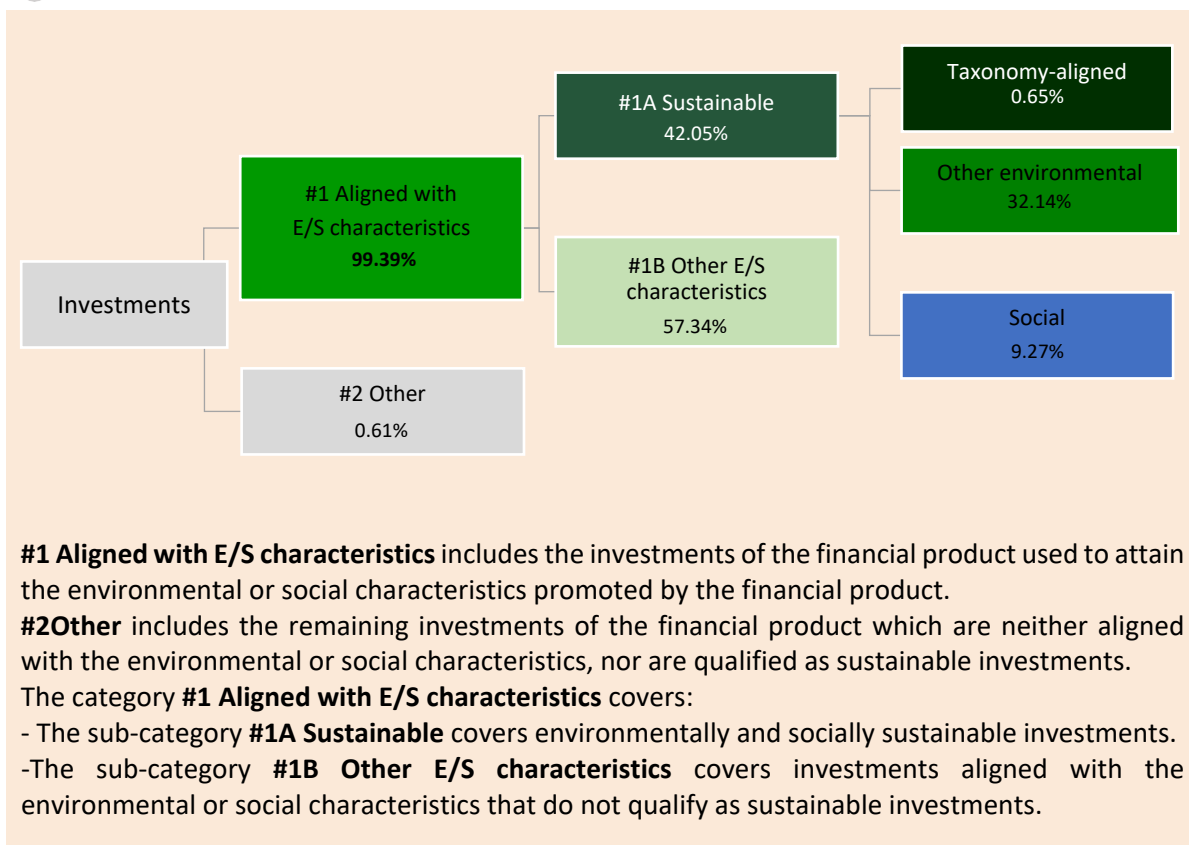 Investments
#1 Aligned with
E/S characteristics
99.39%
#2 Other
0.61%
#1A Sustainable
42.05%
#1B Other E/S
characteristics
57.34%
Taxonomy-aligned
0.65%
Other environmental
32.14%
Social
9.27%
#1 Aligned with E/S characteristics includes the investments of the financial product used to attain
the environmental or social characteristics promoted by the financial product.
#2Other includes the remaining investments of the financial product which are neither aligned
with the environmental or social characteristics, nor are qualified as sustainable investments.
The category #1 Aligned with E/S characteristics covers:
- The sub-category #1A Sustainable covers environmentally and socially sustainable investments.
-The sub-category #1B Other E/S characteristics covers investments aligned with the
environmental or social characteristics that do not qualify as sustainable investments.